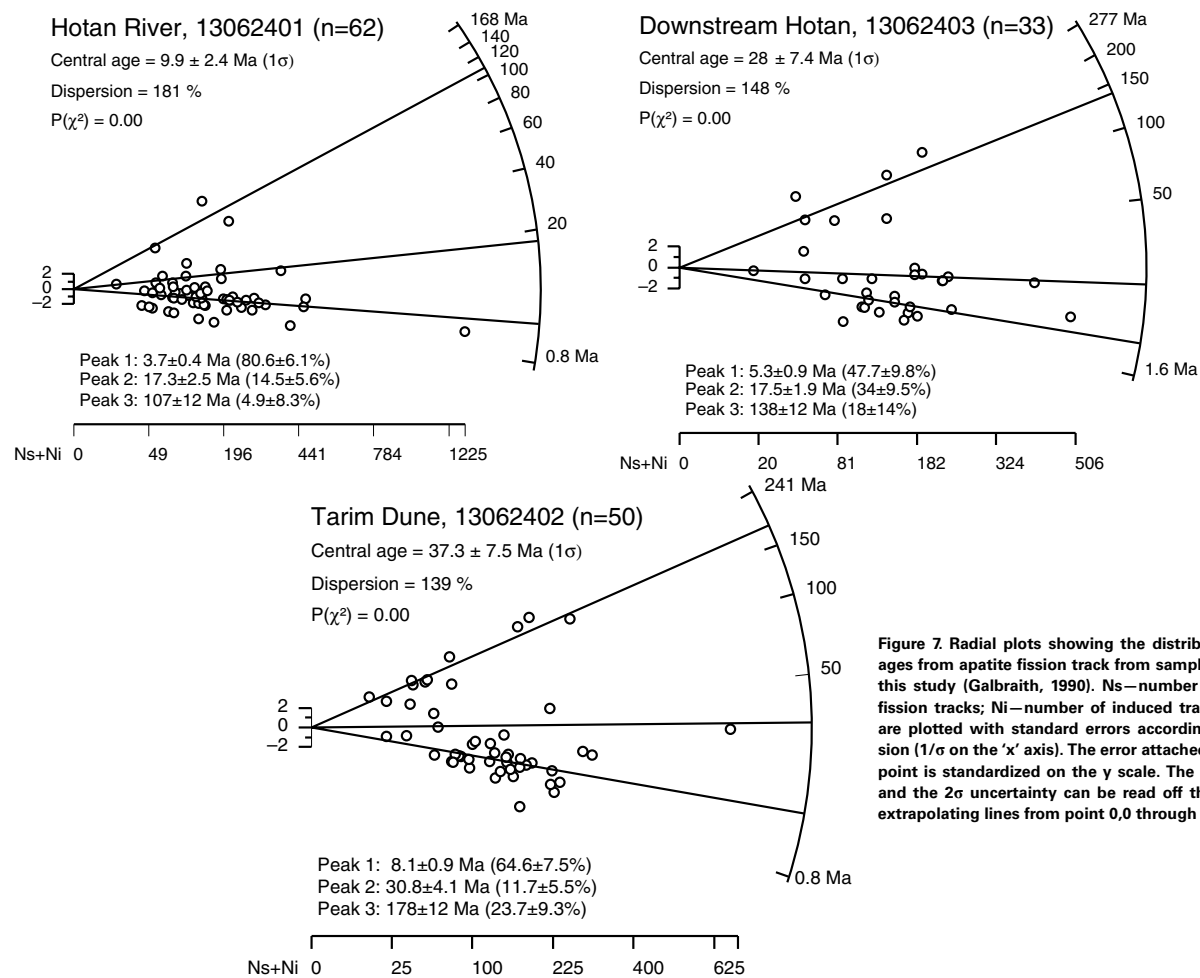 Hotan River, 13062401 (n=62)
Central age = 9.9 ± 2.4 Ma (1σ)
Dispersion = 181 %
P(χ²) = 0.00
168 Ma
140
120
100
80
60
40
20
0.8 Ma
2
0
−2
Peak 1: 3.7±0.4 Ma (80.6±6.1%)
Peak 2: 17.3±2.5 Ma (14.5±5.6%)
Peak 3: 107±12 Ma (4.9±8.3%)
Ns+Ni 0 49 196 441 784 1225
Downstream Hotan, 13062403 (n=33)
Central age = 28 ± 7.4 Ma (1σ)
Dispersion = 148 %
P(χ²) = 0.00
277 Ma
200
150
100
50
1.6 Ma
2
0
−2
Peak 1: 5.3±0.9 Ma (47.7±9.8%)
Peak 2: 17.5±1.9 Ma (34±9.5%)
Peak 3: 138±12 Ma (18±14%)
Ns+Ni 0 20 81 182 324 506
Tarim Dune, 13062402 (n=50)
Central age = 37.3 ± 7.5 Ma (1σ)
Dispersion = 139 %
P(χ²) = 0.00
241 Ma
150
100
50
0.8 Ma
2
0
−2
Peak 1: 8.1±0.9 Ma (64.6±7.5%)
Peak 2: 30.8±4.1 Ma (11.7±5.5%)
Peak 3: 178±12 Ma (23.7±9.3%)
Ns+Ni 0 25 100 225 400 625
Figure 7. Radial plots showing the distrib
ages from apatite fission track from sampl
this study (Galbraith, 1990). Ns—number
fission tracks; Ni—number of induced tra
are plotted with standard errors accordin
sion (1/σ on the ‘x’ axis). The error attached
point is standardized on the y scale. The
and the 2σ uncertainty can be read off th
extrapolating lines from point 0,0 through